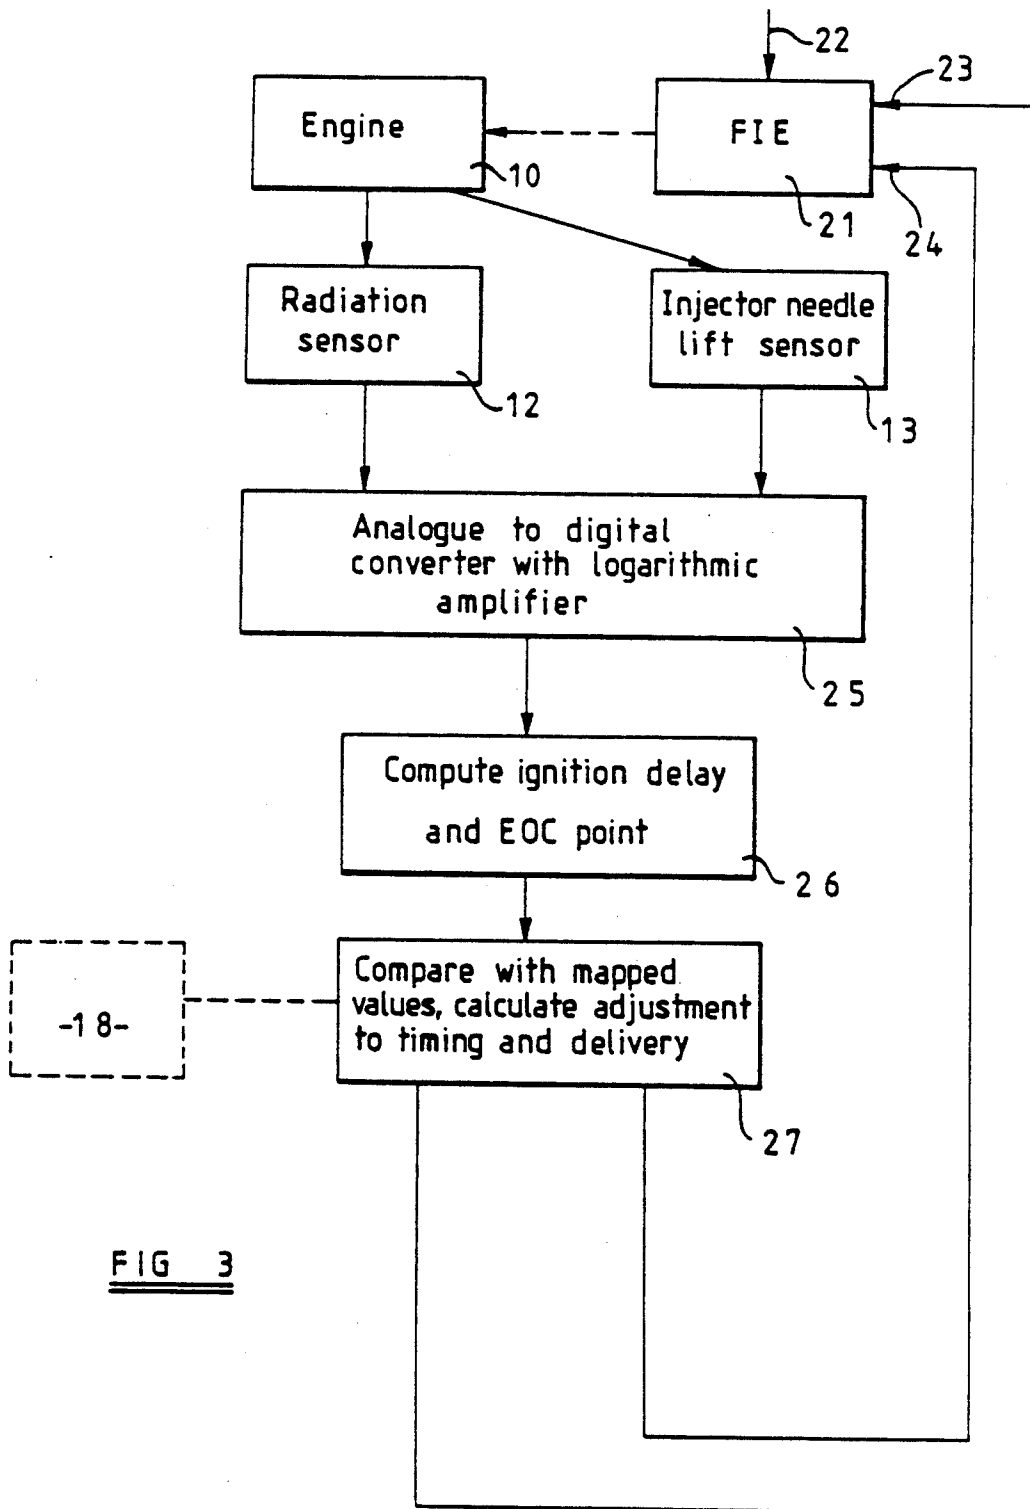 22
23
Engine
FIE
10
21
24
Radiation
sensor
Injector needle
lift sensor
12
13
Analogue to digital
converter with logarithmic
amplifier
25
Compute ignition delay
and EOC point
26
-18-
Compare with mapped
values, calculate adjustment
to timing and delivery
27
FIG 3